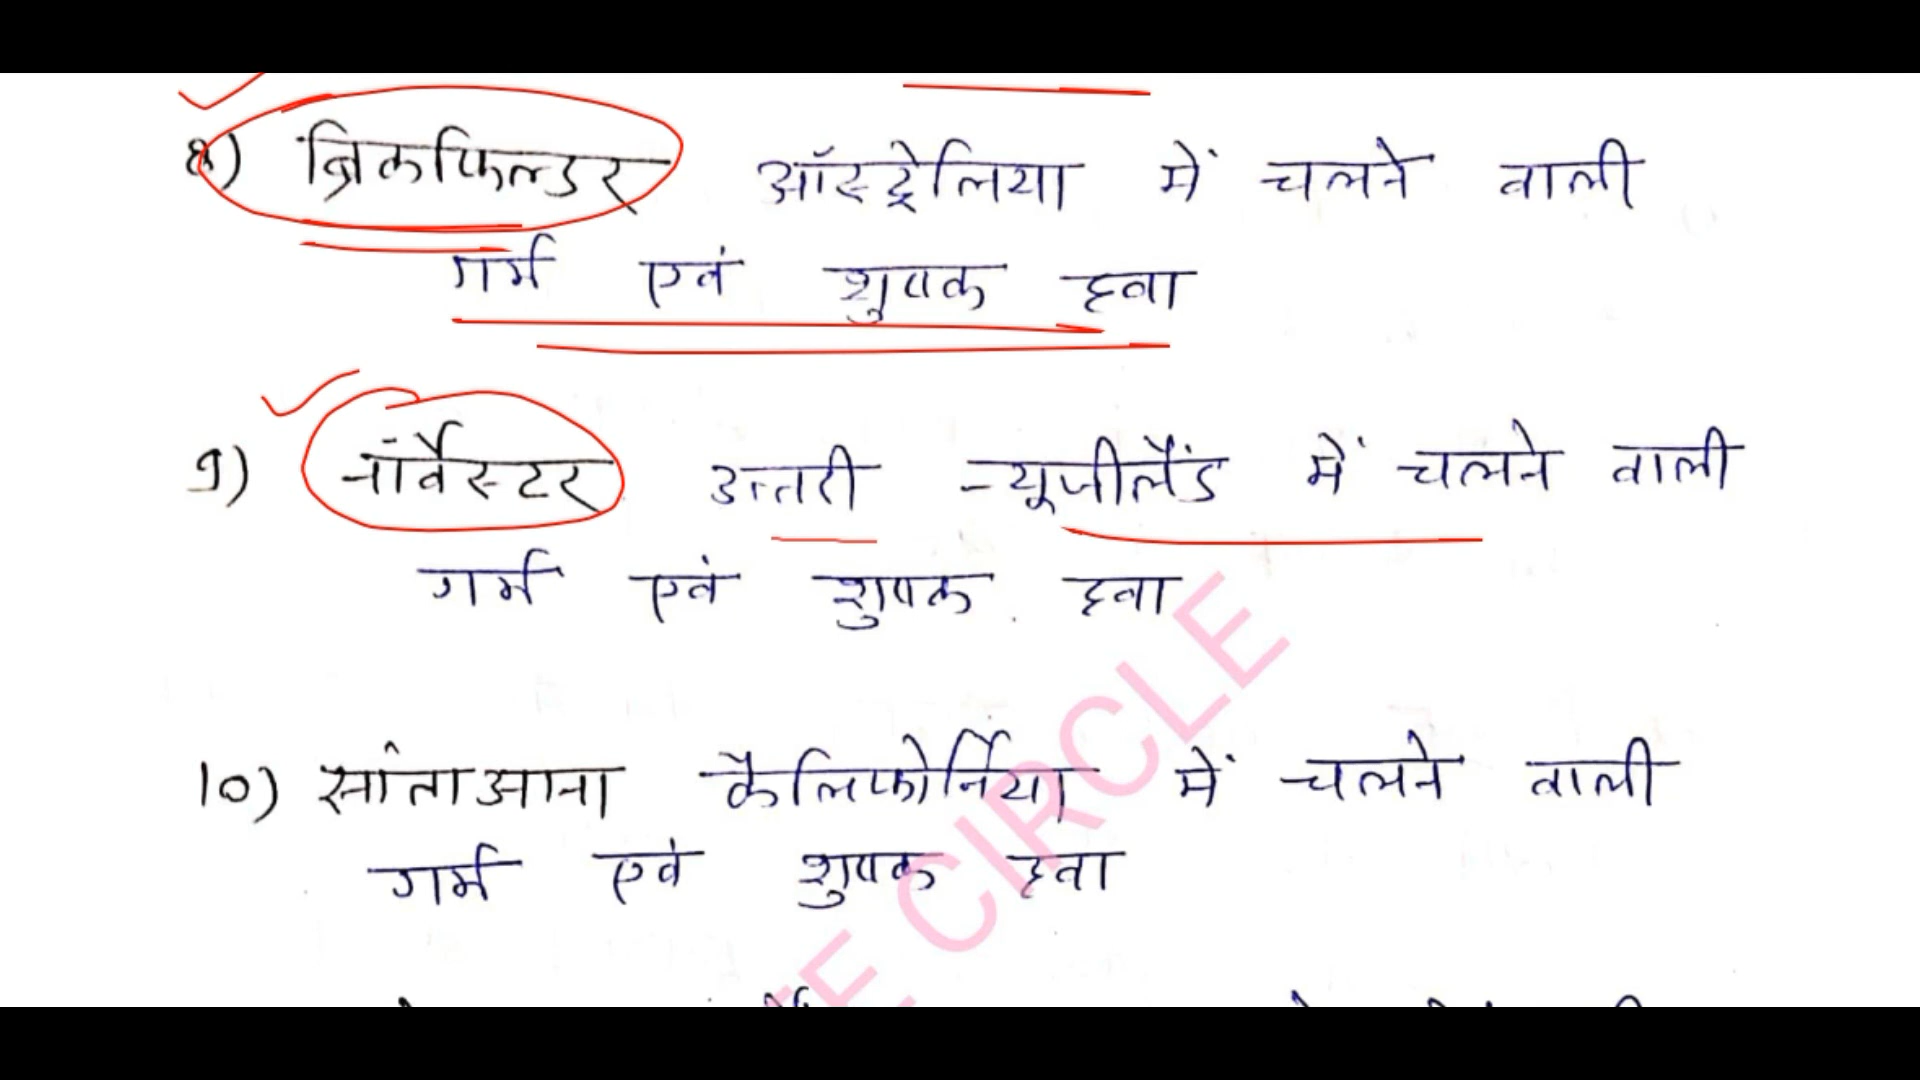 8) ब्रिकफिल्डर ऑस्ट्रेलिया में चलने वाली
गर्म एवं शुष्क हवा
9) नॉर्वेस्टर उत्तरी न्यूजीलैंड में चलने वाली
गर्म एवं शुष्क हवा
10) सांताआना कैलिफोर्निया में चलने वाली
गर्म एवं शुष्क हवा
E CIRCLE